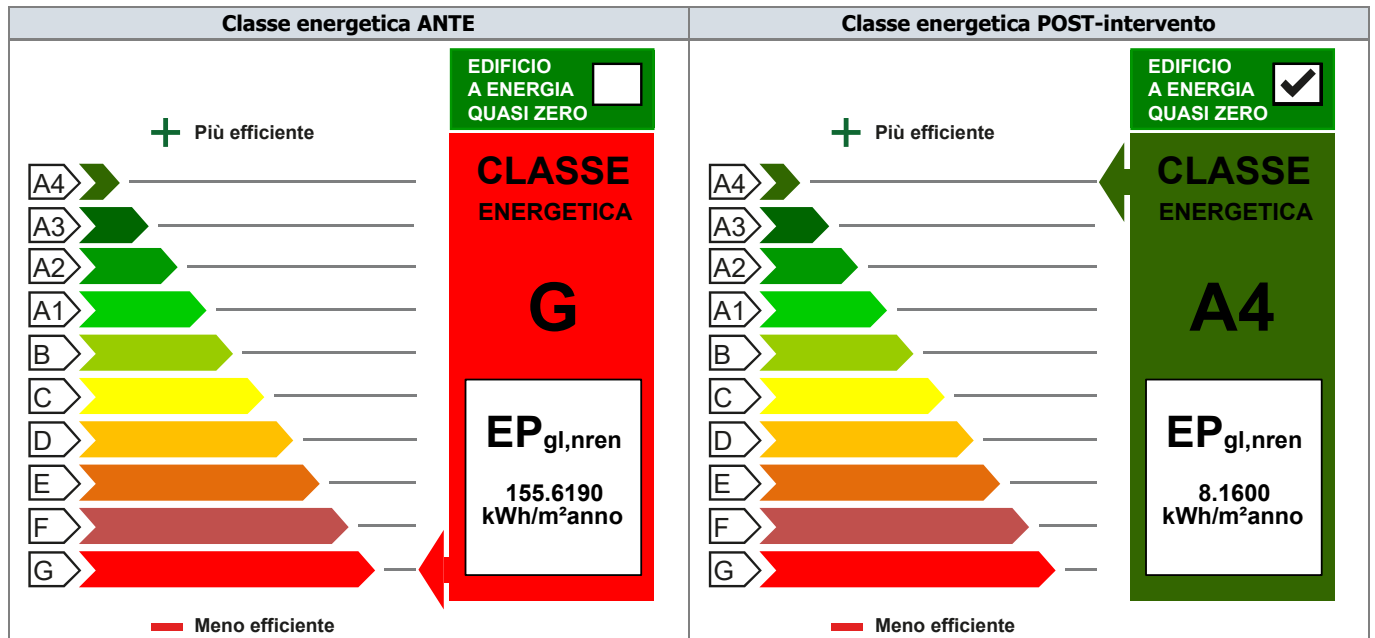 Classe energetica ANTE
EDIFICIO
A ENERGIA
QUASI ZERO
Più efficiente
A4
A3
A2
A1
B
C
D
E
F
G
Meno efficiente
CLASSE
ENERGETICA
G
EPgl,nren
155.6190
kWh/m²anno
Classe energetica POST-intervento
EDIFICIO
A ENERGIA
QUASI ZERO
Più efficiente
A4
A3
A2
A1
B
C
D
E
F
G
Meno efficiente
CLASSE
ENERGETICA
A4
EPgl,nren
8.1600
kWh/m²anno